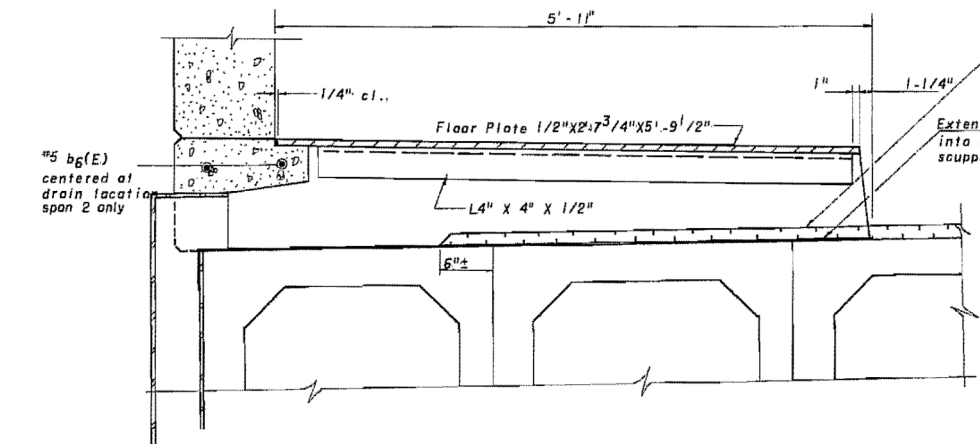 5'-11"
1/4" cl.
1"
1-1/4"
Floor Plate 1/2"X2'-7 3/4"X5'-9 1/2"
Exten
into
scupp
#5 b6(E)
centered at
drain location
span 2 only
L4" X 4" X 1/2"
6"±